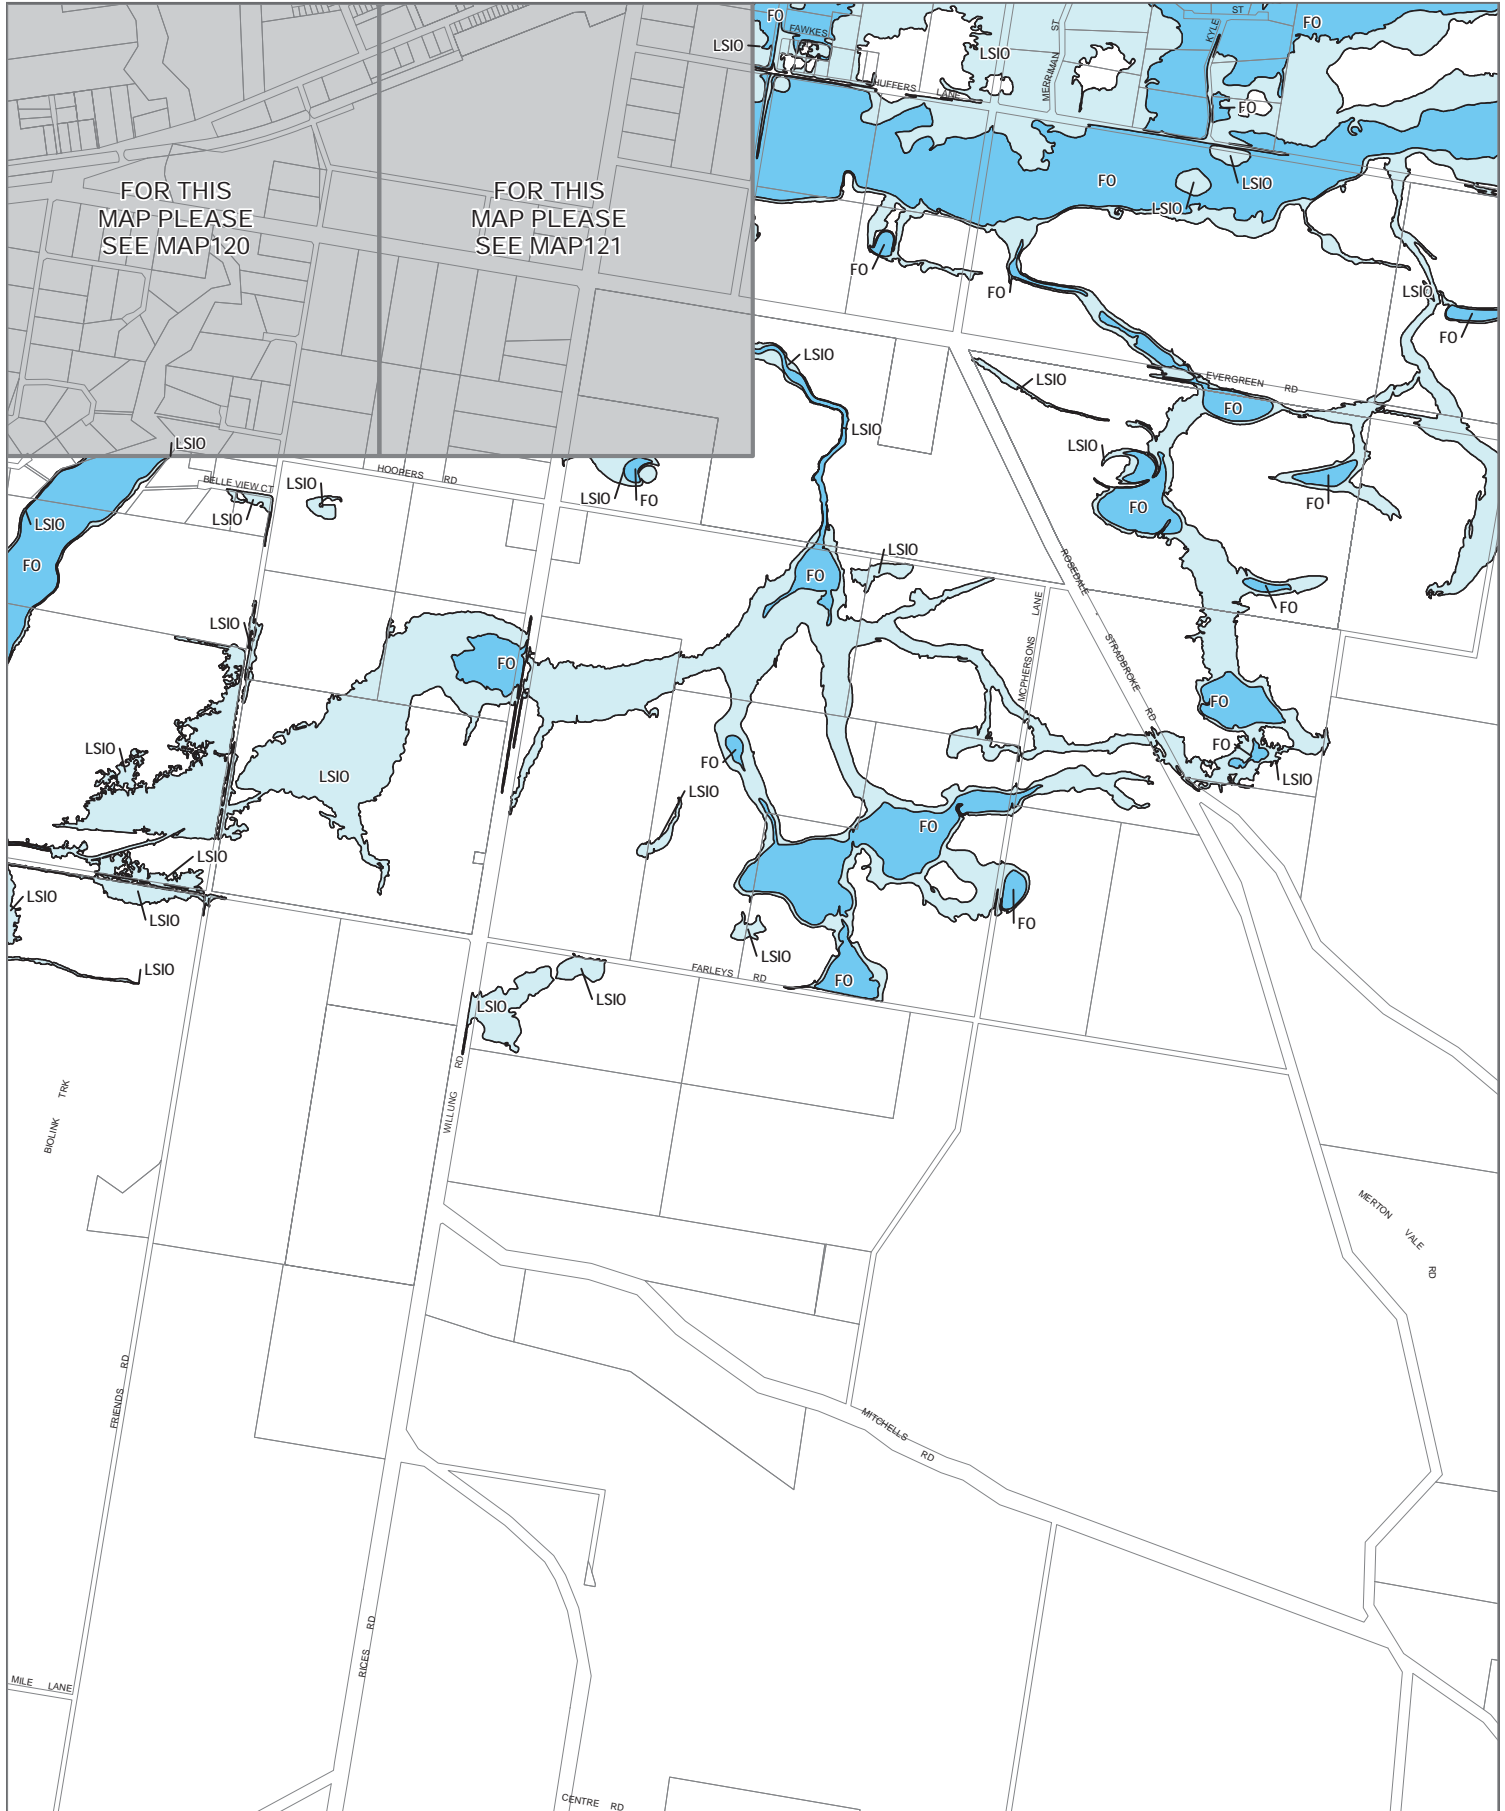 FO
FAWKES
LSIO
HUFFERS LANE
LSIO
MERRIMAN ST
KYLE ST
FO
FO
FOR THIS
MAP PLEASE
SEE MAP120
FOR THIS
MAP PLEASE
SEE MAP121
FO
LSIO
LSIO
FO
FO
LSIO
FO
LSIO
LSIO
EVERGREEN RD
FO
LSIO
LSIO
LSIO
HOOPERS RD
BELLE VIEW CT
LSIO
LSIO
LSIO
FO
FO
FO
LSIO
FO
FO
LSIO
FO
FO
ROSEDALE - STRADBROKE RD
MCPHERSONS LANE
LSIO
FO
FO
FO
LSIO
LSIO
LSIO
FO
LSIO
FO
LSIO
LSIO
LSIO
FO
LSIO
LSIO
FARLEYS RD
FO
LSIO
LSIO
BIOLINK TRK
WILLUNG RD
MERTON VALE RD
FRIENDS RD
MITCHELLS RD
RICES RD
MILE LANE
CENTRE RD